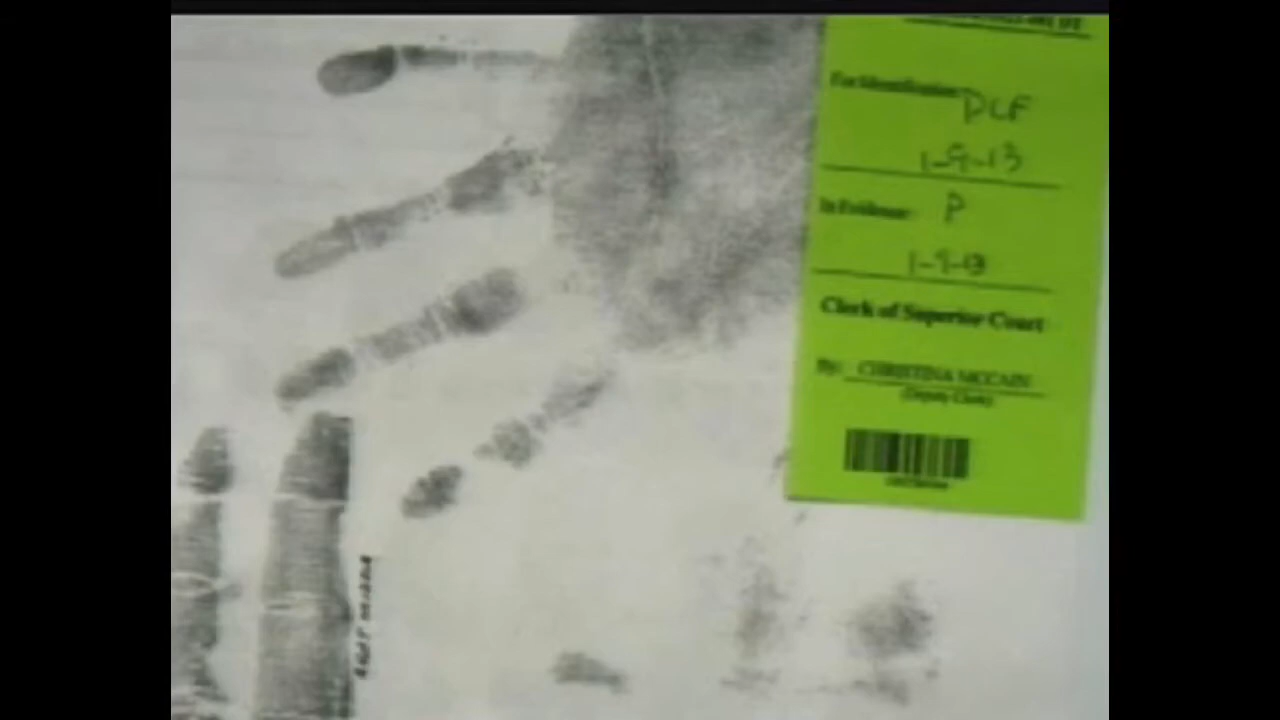 For Identification: DLF
1-9-13
In Evidence: P
1-9-13
Clerk of Superior Court
By: CHRISTINA MCCAIN
(Deputy Clerk)